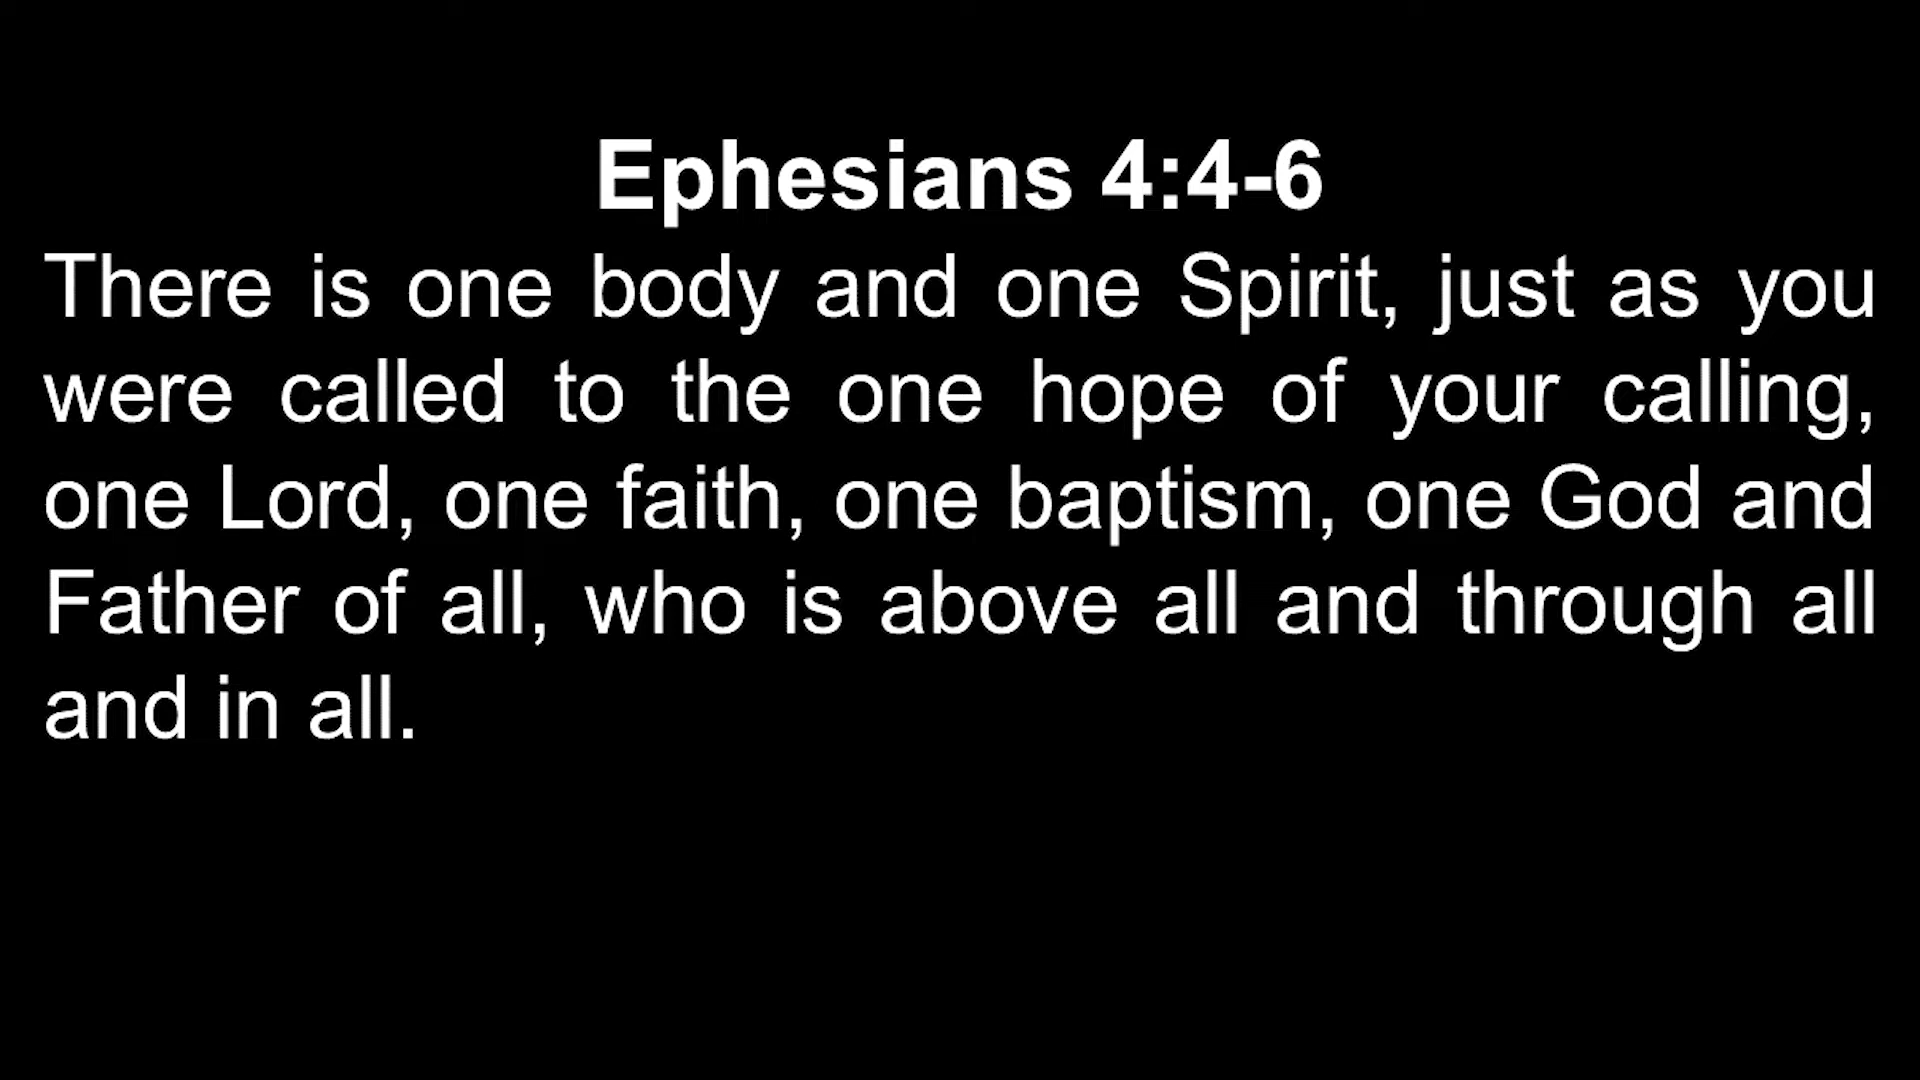 Ephesians 4:4-6
There is one body and one Spirit, just as you
were called to the one hope of your calling,
one Lord, one faith, one baptism, one God and
Father of all, who is above all and through all
and in all.